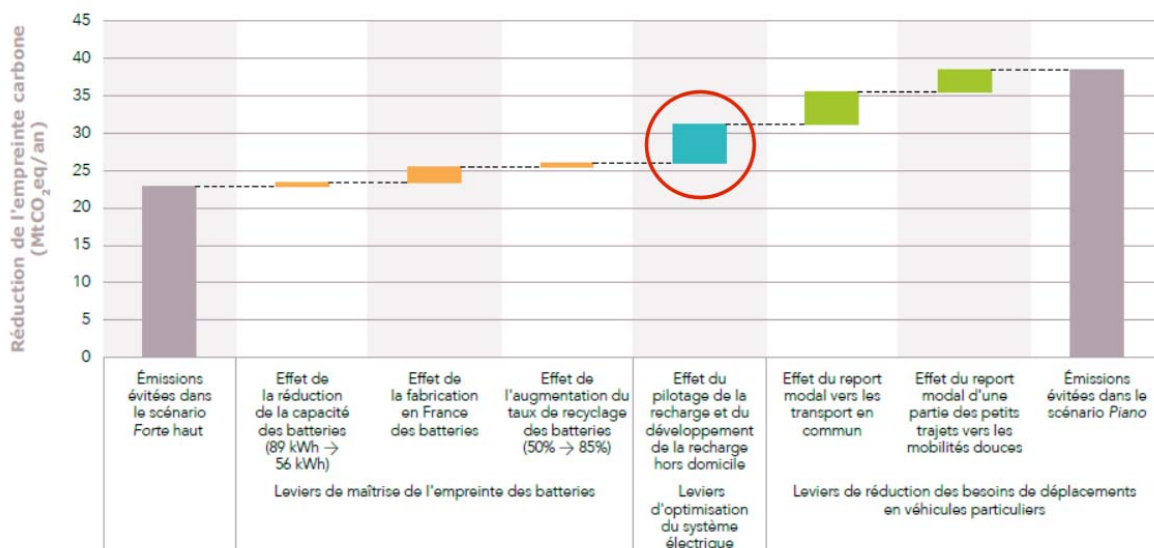 Réduction de l'empreinte carbone
(MtCO₂eq/an)
45
40
35
30
25
20
15
10
5
0
Émissions
évitées dans
le scénario
Forte haut
Effet de
la réduction
de la capacité
des batteries
(89 kWh →
56 kWh)
Effet de
la fabrication
en France
des batteries
Effet de
l'augmentation du
taux de recyclage
des batteries
(50% → 85%)
Effet du
pilotage de la
recharge et du
développement
de la recharge
hors domicile
Effet du report
modal vers les
transport en
commun
Effet du report
modal d'une
partie des petits
trajets vers les
mobilités douces
Émissions
évitées dans le
scénario Piano
Leviers de maîtrise de l'empreinte des batteries
Leviers
d'optimisation
du système
électrique
Leviers de réduction des besoins de déplacements
en véhicules particuliers